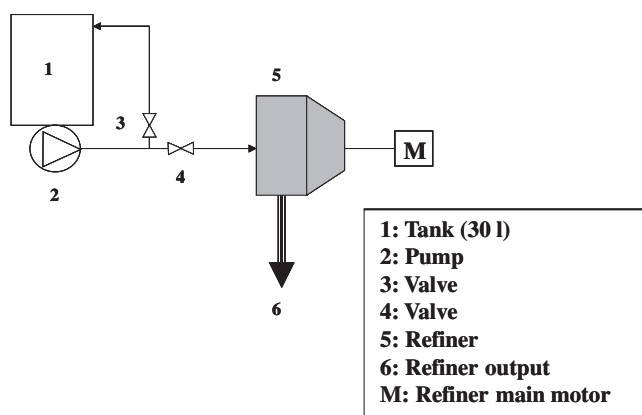 1
5
3
M
4
2
6
1: Tank (30 l)
2: Pump
3: Valve
4: Valve
5: Refiner
6: Refiner output
M: Refiner main motor